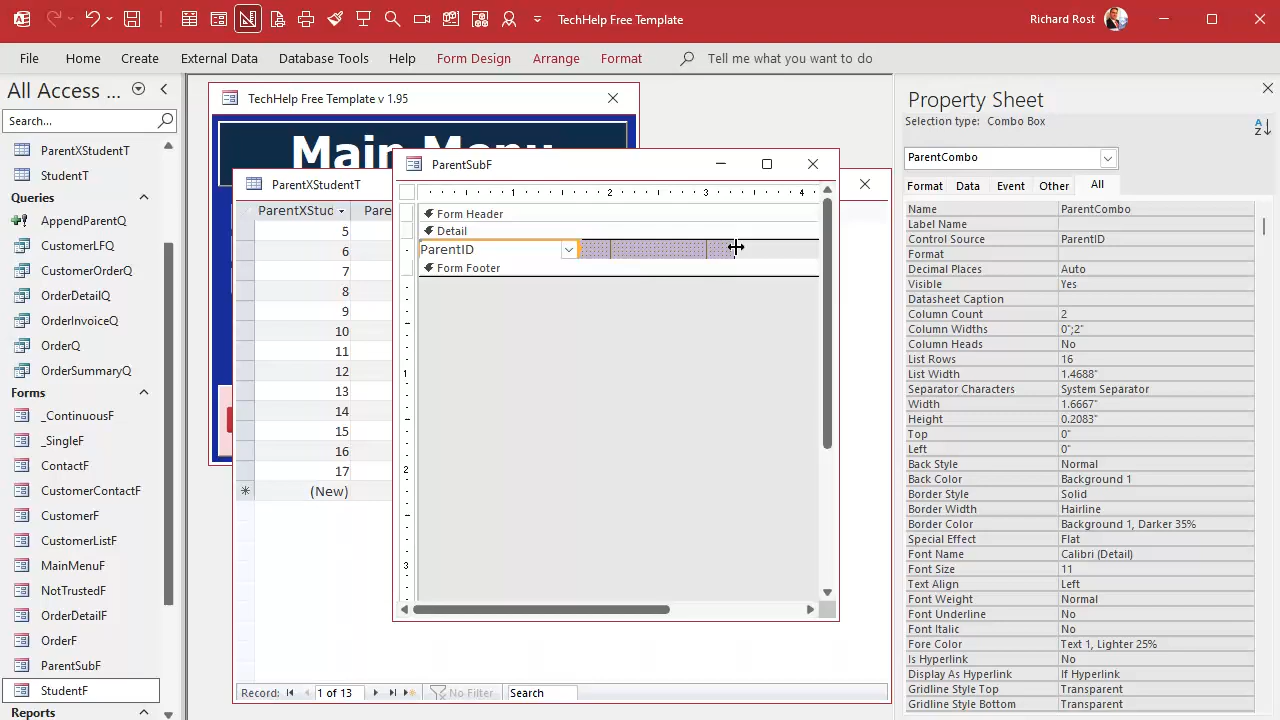 TechHelp Free Template
Richard Rost
File
Home
Create
External Data
Database Tools
Help
Form Design
Arrange
Format
Tell me what you want to do
All Access ...
Search...
ParentXStudentT
StudentT
Queries
AppendParentQ
CustomerLFQ
CustomerOrderQ
OrderDetailQ
OrderInvoiceQ
OrderQ
OrderSummaryQ
Forms
_ContinuousF
_SingleF
ContactF
CustomerContactF
CustomerF
CustomerListF
MainMenuF
NotTrustedF
OrderDetailF
OrderF
ParentSubF
StudentF
Reports
TechHelp Free Template v 1.95
Main Menu
ParentXStudentT
ParentXStud
Paren
5
6
7
8
9
10
11
12
13
14
15
16
17
(New)
Record:
1 of 13
No Filter
Search
ParentSubF
1
2
3
4
Form Header
Detail
ParentID
Form Footer
1
2
3
Property Sheet
Selection type: Combo Box
ParentCombo
Format
Data
Event
Other
All
Name ParentCombo
Label Name
Control Source ParentID
Format
Decimal Places Auto
Visible Yes
Datasheet Caption
Column Count 2
Column Widths 0";2"
Column Heads No
List Rows 16
List Width 1.4688"
Separator Characters System Separator
Width 1.6667"
Height 0.2083"
Top 0"
Left 0"
Back Style Normal
Back Color Background 1
Border Style Solid
Border Width Hairline
Border Color Background 1, Darker 35%
Special Effect Flat
Font Name Calibri (Detail)
Font Size 11
Text Align Left
Font Weight Normal
Font Underline No
Font Italic No
Fore Color Text 1, Lighter 25%
Is Hyperlink No
Display As Hyperlink If Hyperlink
Gridline Style Top Transparent
Gridline Style Bottom Transparent